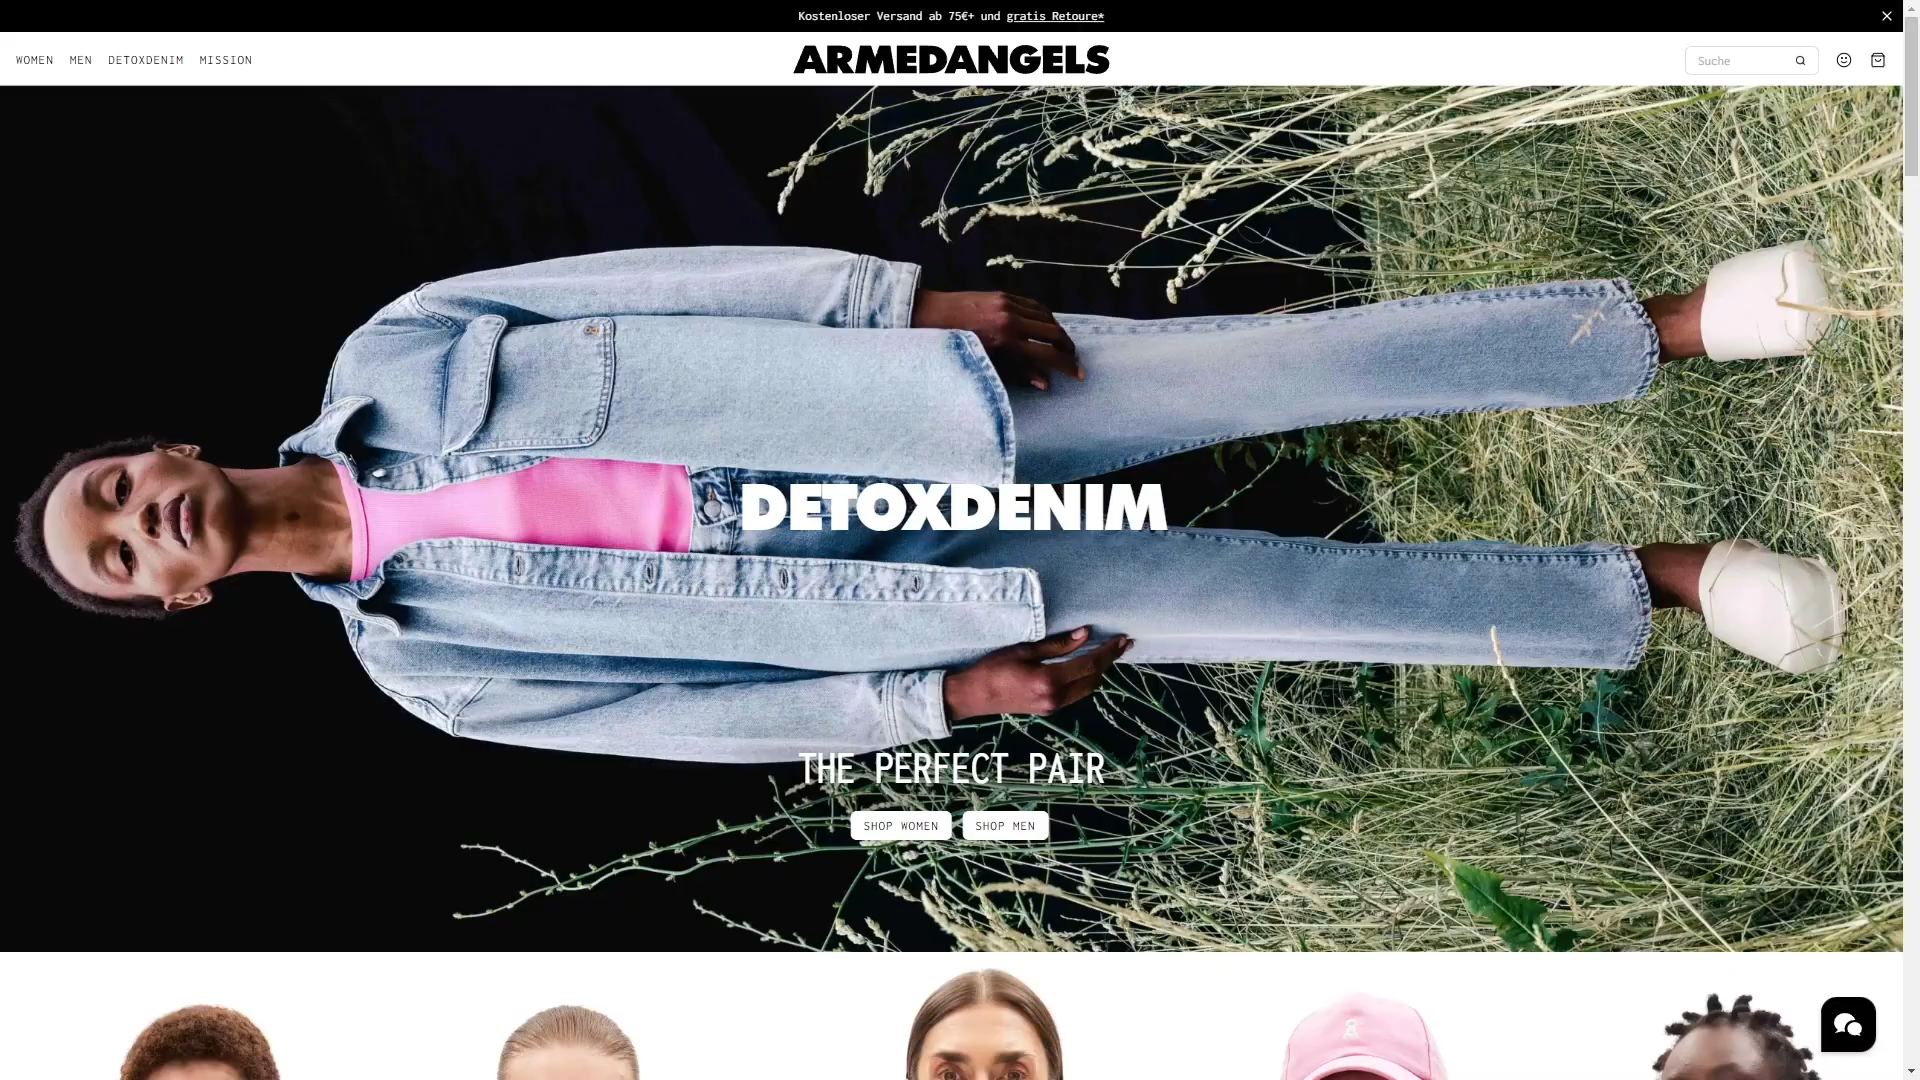 Kostenloser Versand ab 75€+ und gratis Retoure*
WOMEN MEN DETOXDENIM MISSION
ARMEDANGELS
Suche
DETOXDENIM
THE PERFECT PAIR
SHOP WOMEN SHOP MEN